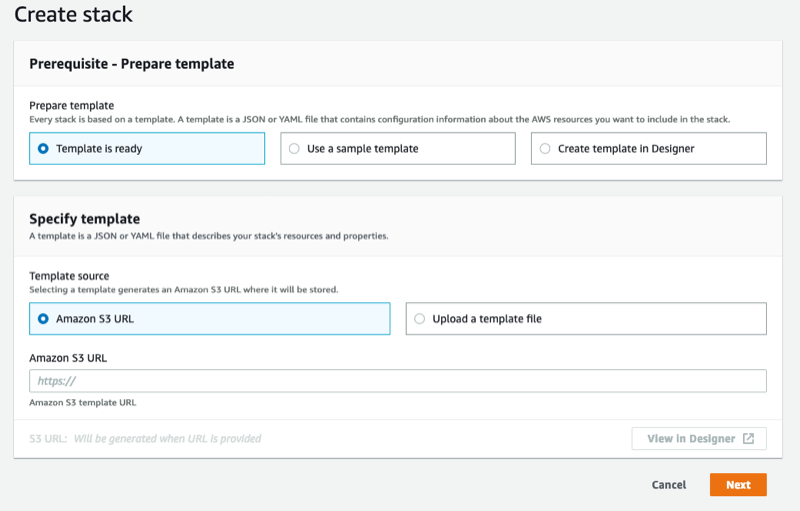 Create stack
Prerequisite - Prepare template
Prepare template
Every stack is based on a template. A template is a JSON or YAML file that contains configuration information about the AWS resources you want to include in the stack.
Template is ready
Use a sample template
Create template in Designer
Specify template
A template is a JSON or YAML file that describes your stack's resources and properties.
Template source
Selecting a template generates an Amazon S3 URL where it will be stored.
Amazon S3 URL
Upload a template file
Amazon S3 URL
https://
Amazon S3 template URL
S3 URL: Will be generated when URL is provided
View in Designer
Cancel
Next